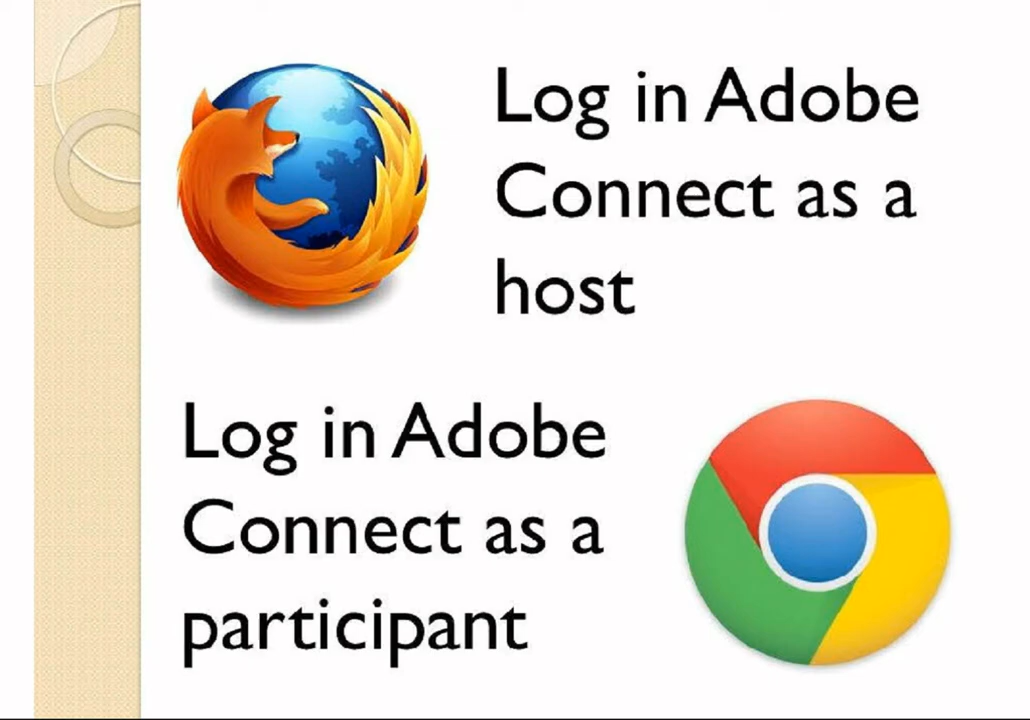 Log in Adobe
Connect as a
host
Log in Adobe
Connect as a
participant